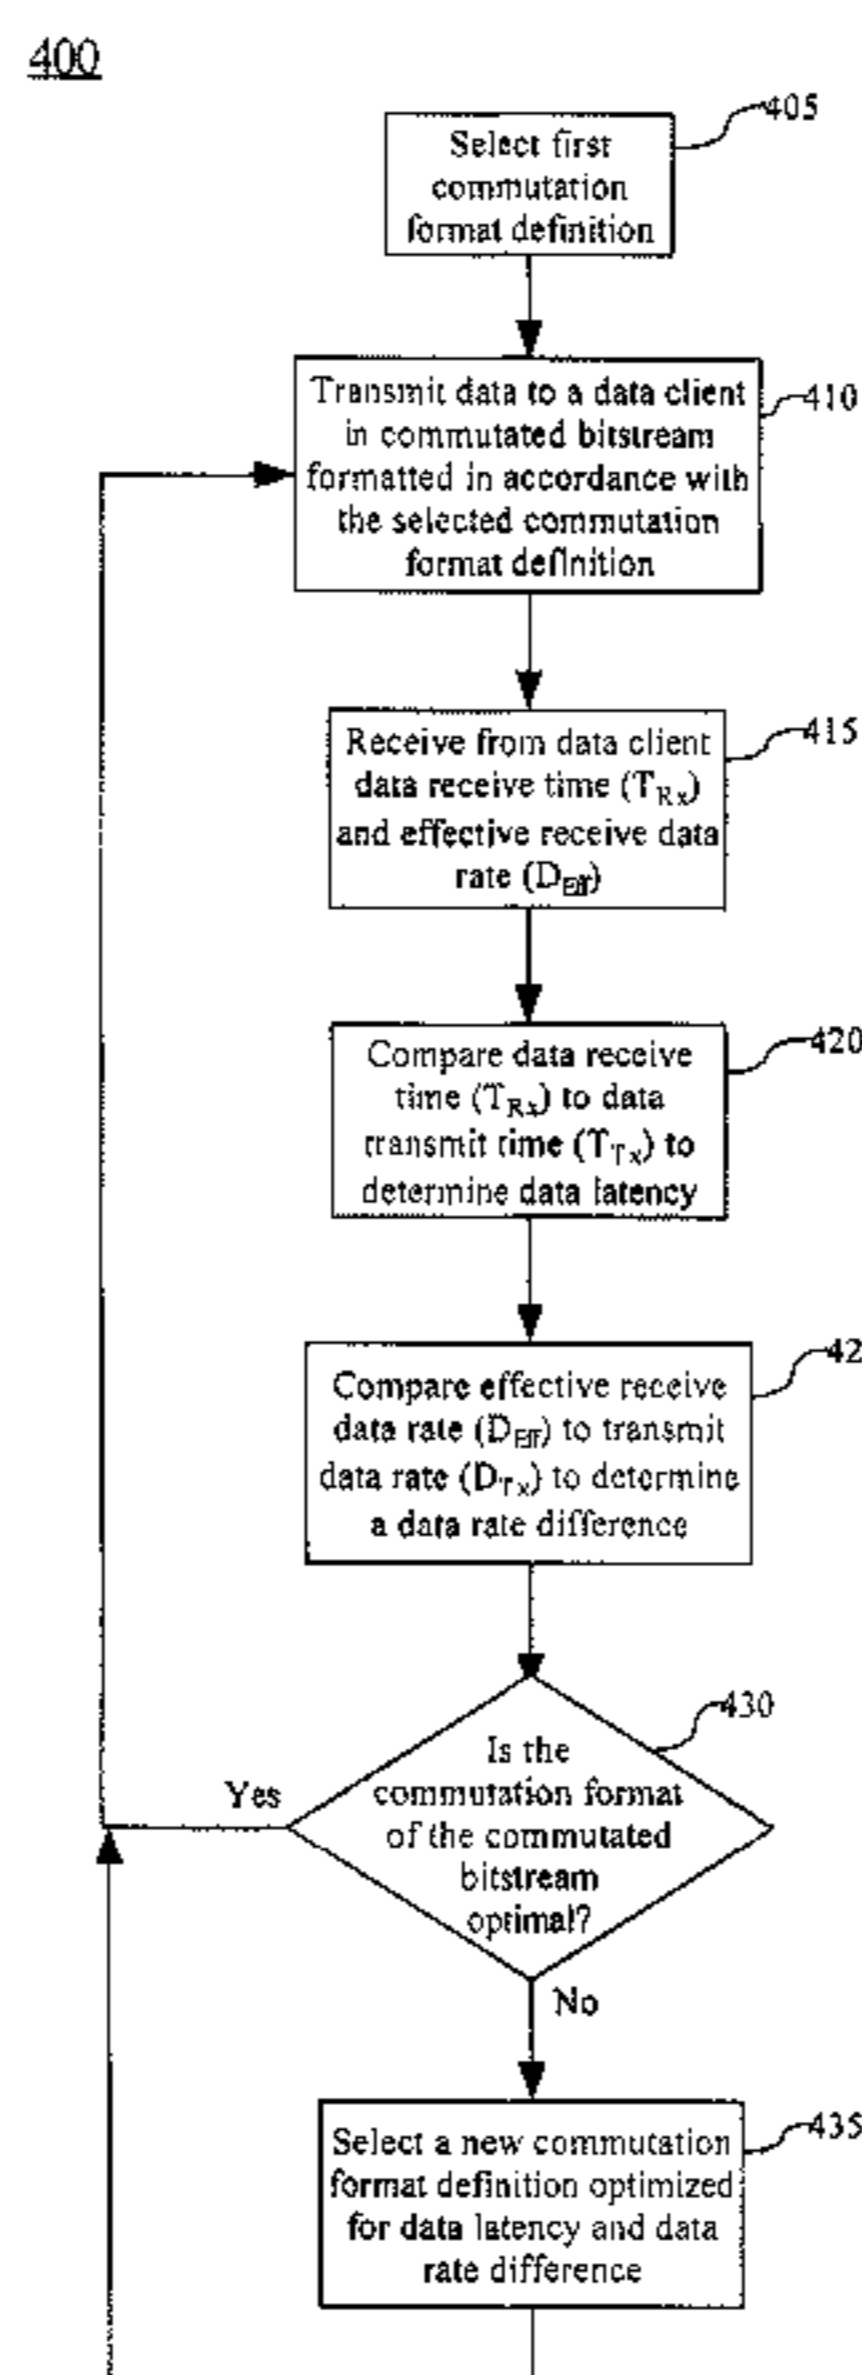 400
405
Select first
commutation
format definition
410
Transmit data to a data client
in commutated bitstream
formatted in accordance with
the selected commutation
format definition
415
Receive from data client
data receive time (TRx)
and effective receive data
rate (DEff)
420
Compare data receive
time (TRx) to data
transmit time (TTx) to
determine data latency
42
Compare effective receive
data rate (DEff) to transmit
data rate (DTx) to determine
a data rate difference
430
Is the
commutation format
of the commutated
bitstream
optimal?
Yes
No
435
Select a new commutation
format definition optimized
for data latency and data
rate difference